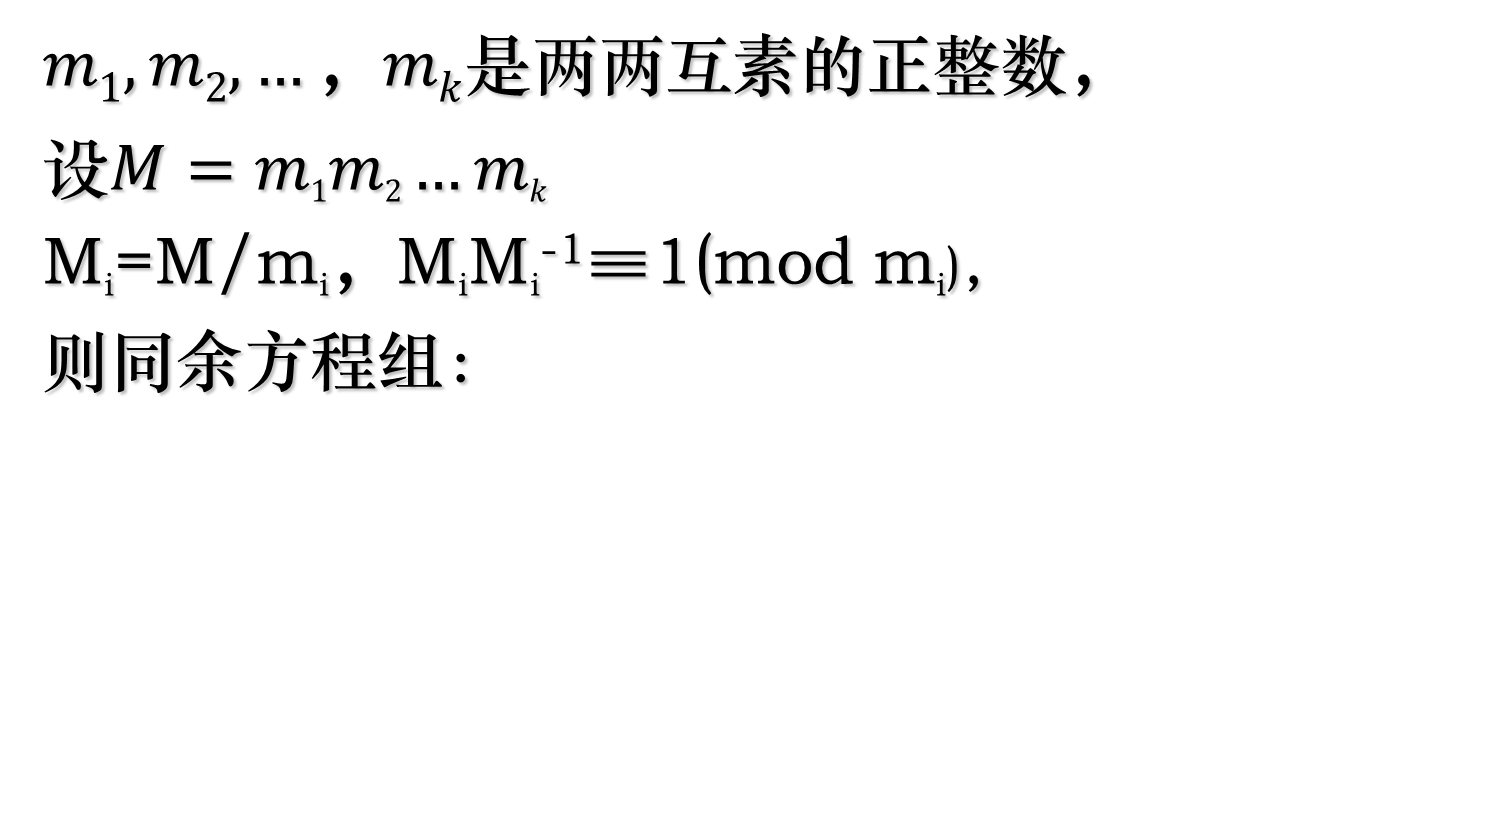 m₁, m₂, …，mₖ是两两互素的正整数，
设M = m₁m₂ … mₖ
Mᵢ=M/mᵢ，MᵢMᵢ⁻¹≡1(mod mᵢ)，
则同余方程组：